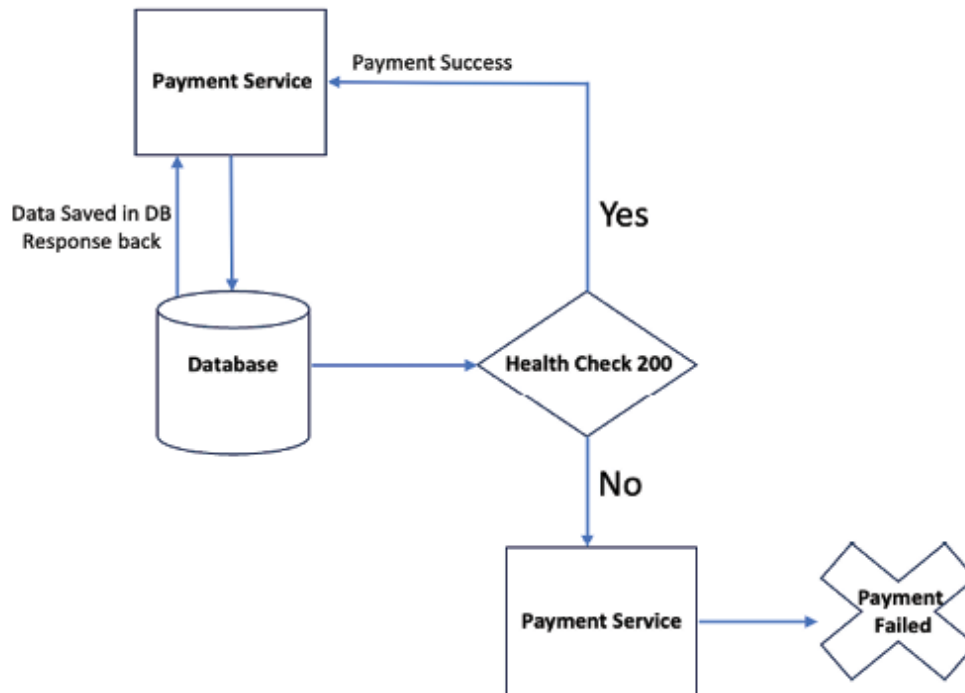 Payment Success
Payment Service
Data Saved in DB
Response back
Yes
Database
Health Check 200
No
Payment Service
Payment
Failed